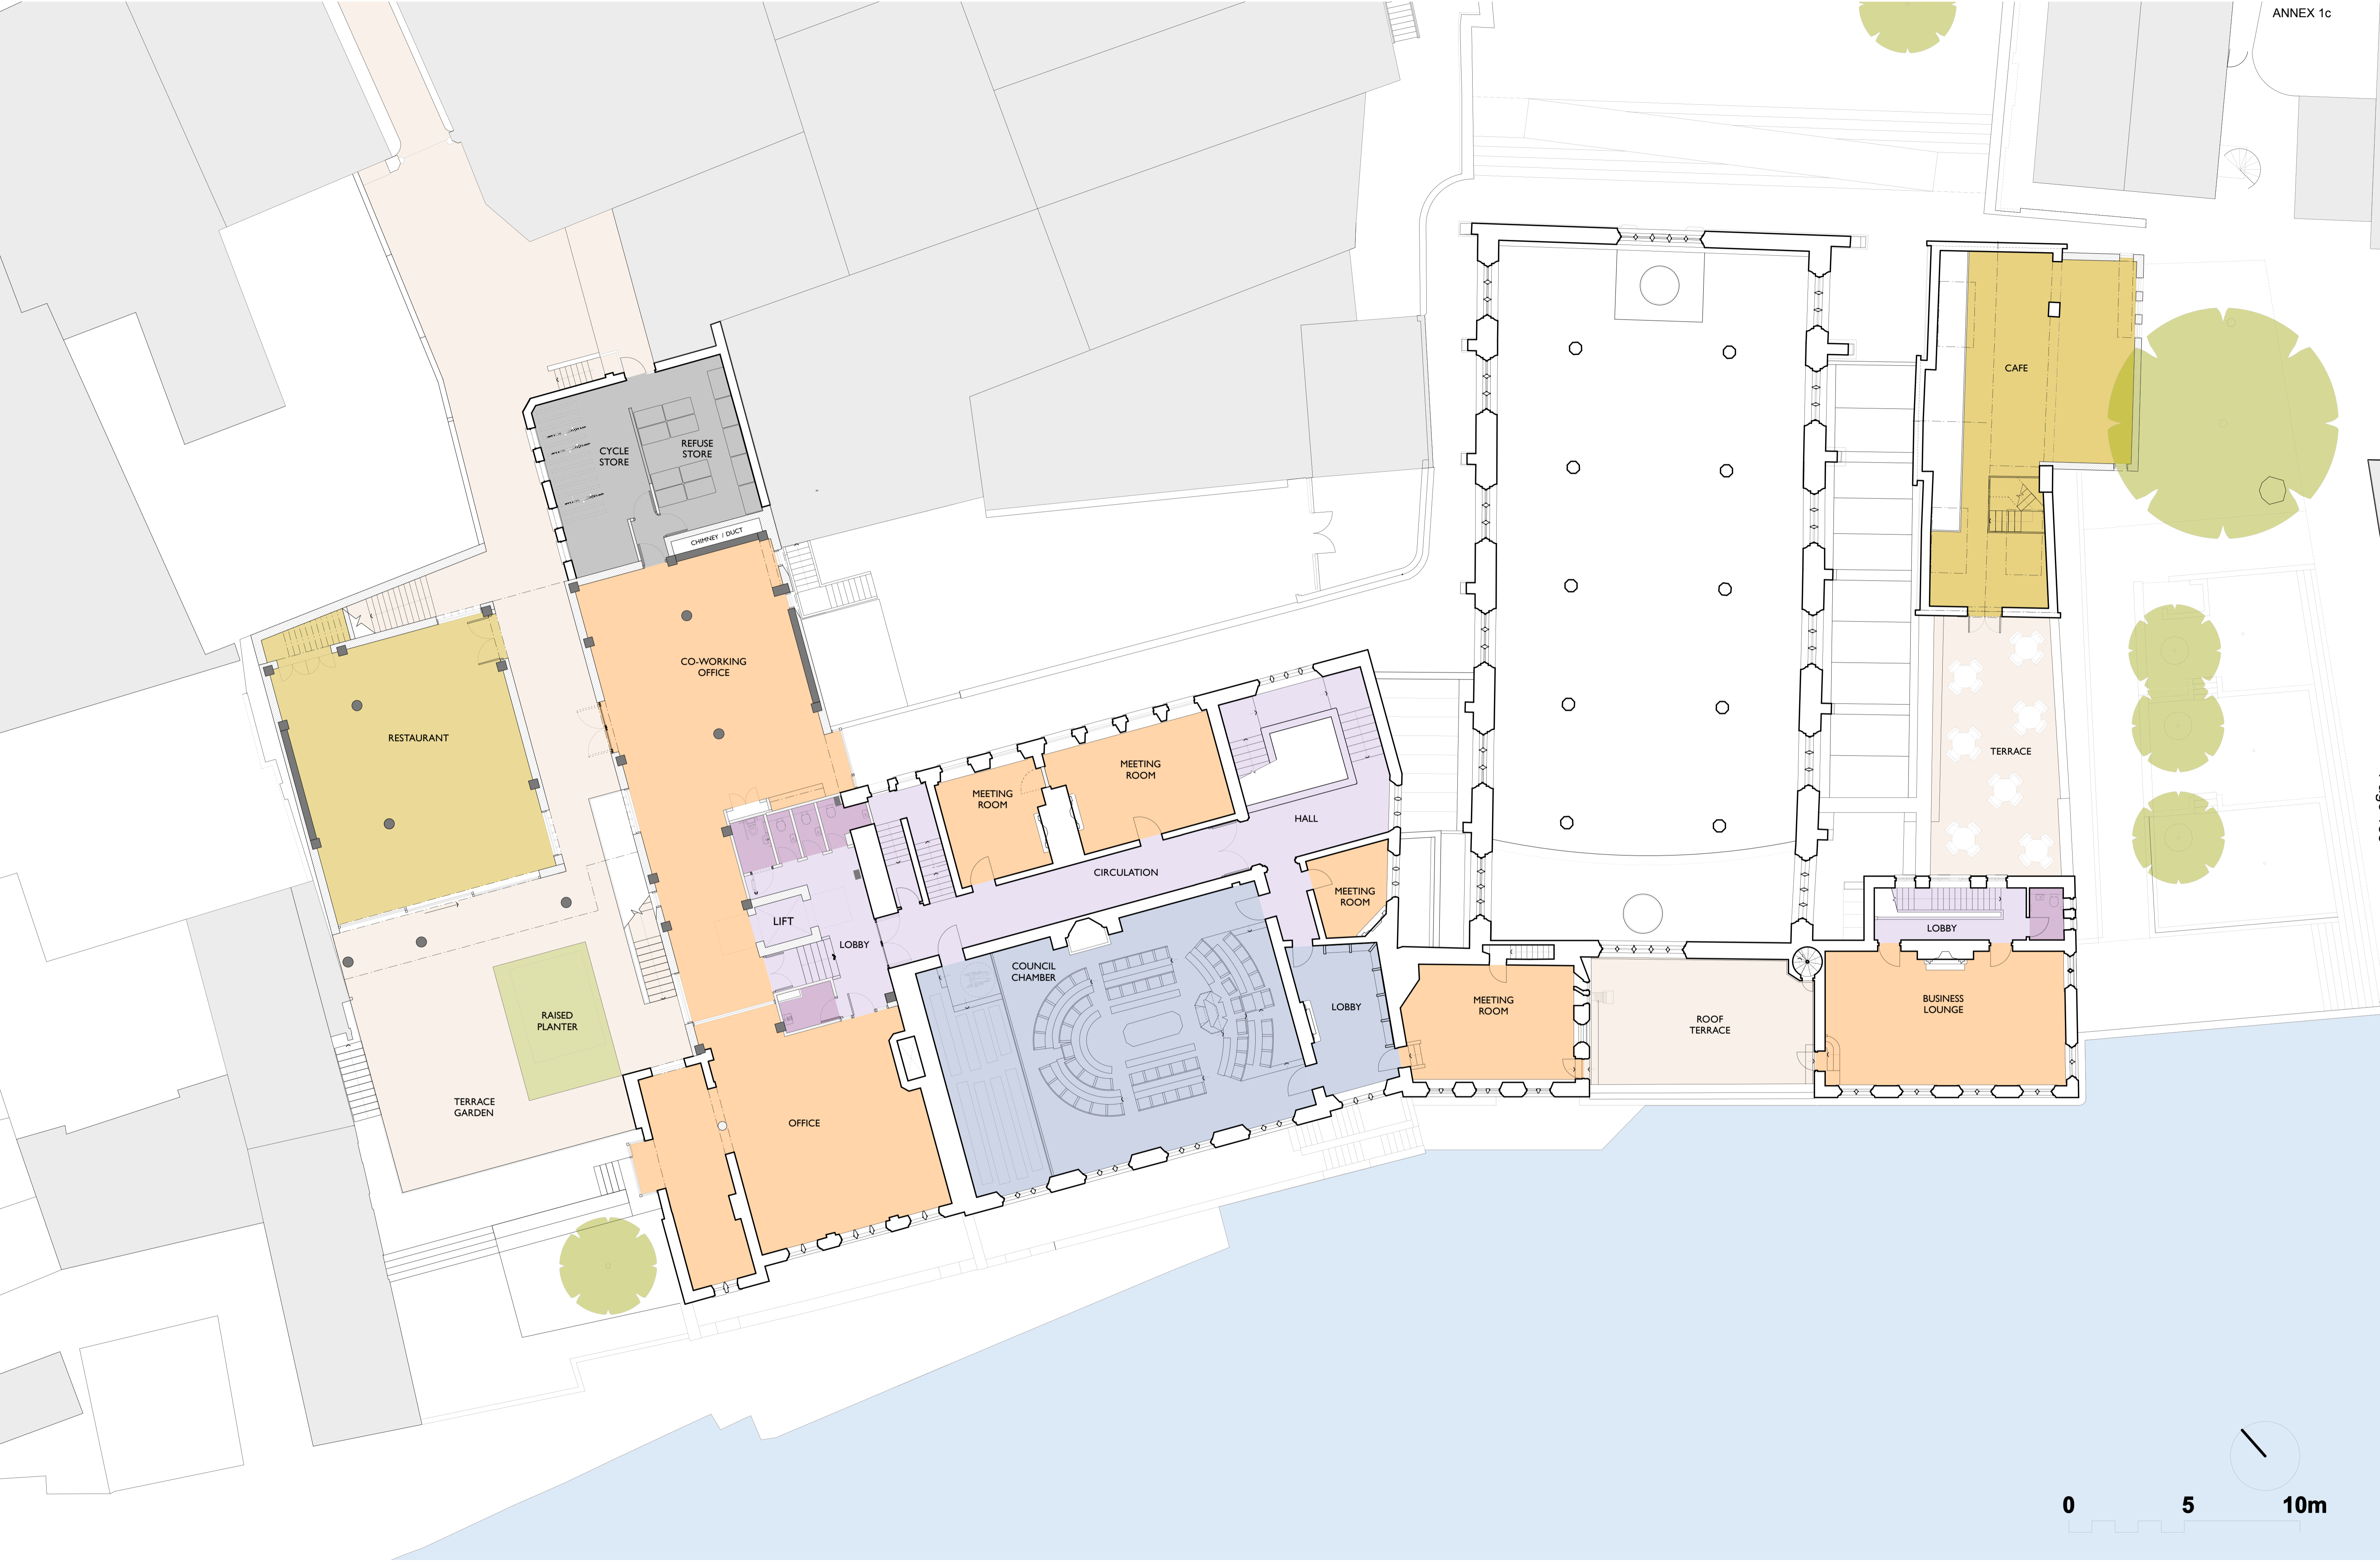 ANNEX 1c
CAFE
CYCLE
STORE
REFUSE
STORE
CHIMNEY / DUCT
CO-WORKING
OFFICE
RESTAURANT
TERRACE
MEETING
ROOM
MEETING
ROOM
HALL
CIRCULATION
MEETING
ROOM
LIFT
LOBBY
LOBBY
COUNCIL
CHAMBER
LOBBY
MEETING
ROOM
ROOF
TERRACE
BUSINESS
LOUNGE
RAISED
PLANTER
TERRACE
GARDEN
OFFICE
0 5 10m